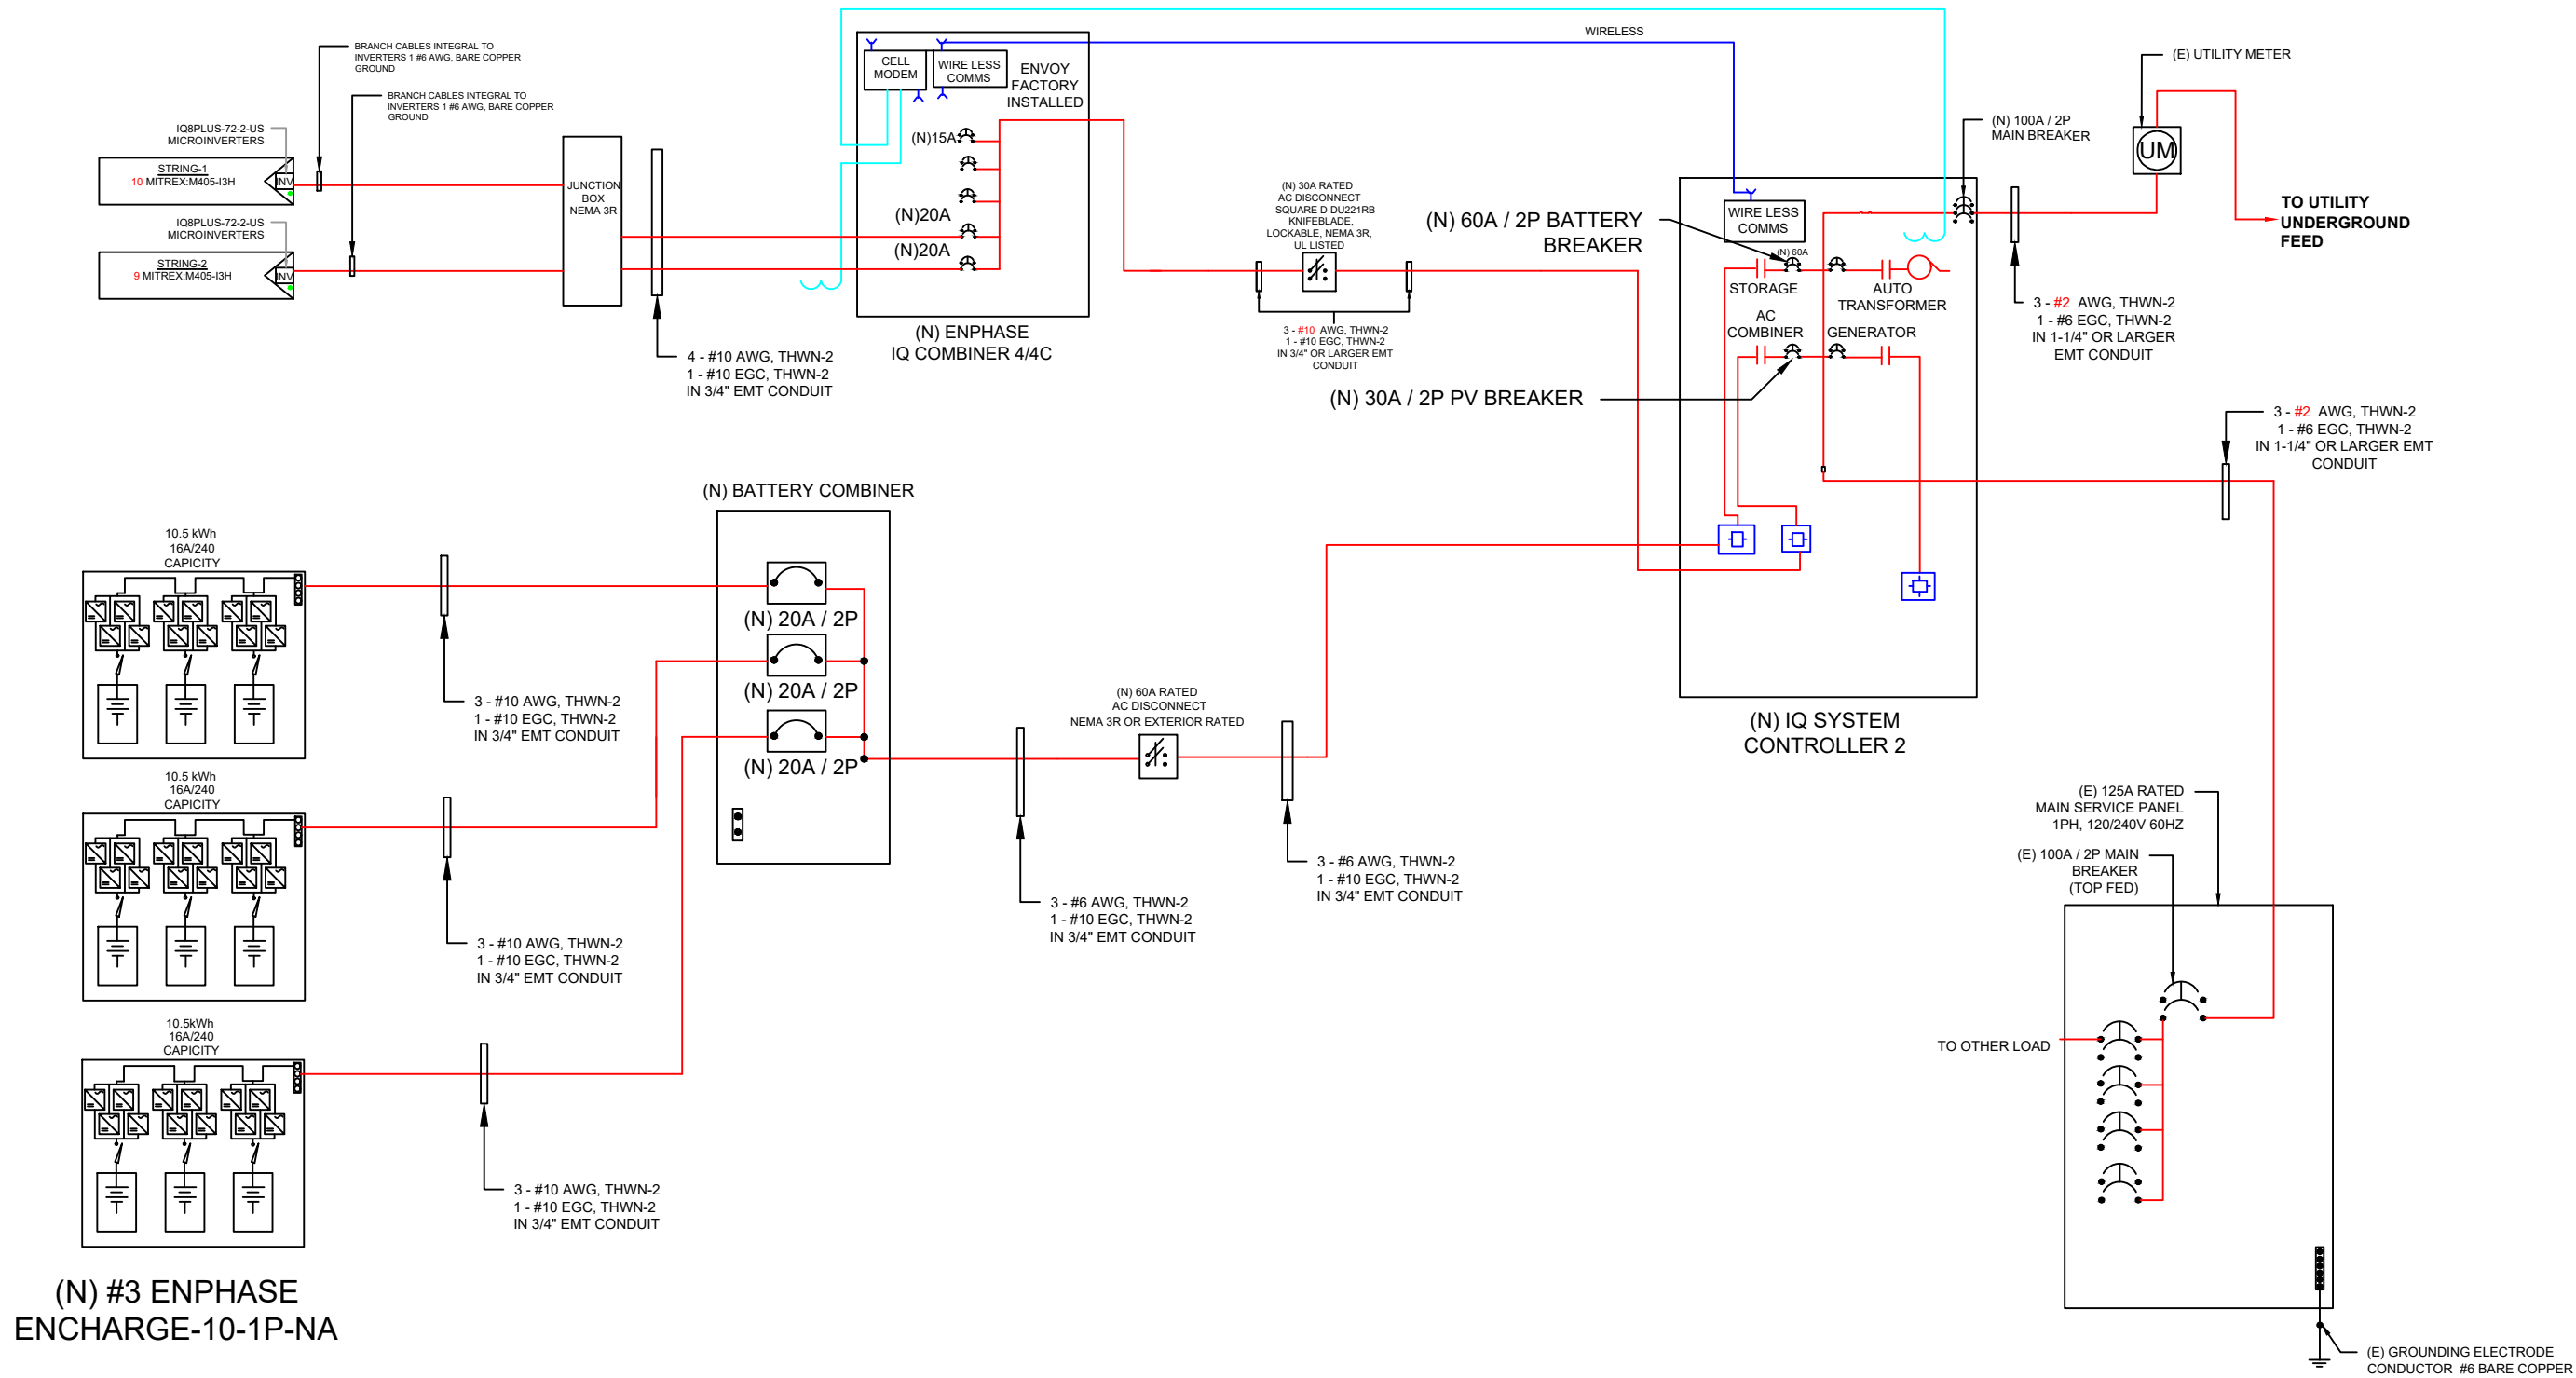 BRANCH CABLES INTEGRAL TO
INVERTERS 1 #6 AWG, BARE COPPER
GROUND
BRANCH CABLES INTEGRAL TO
INVERTERS 1 #6 AWG, BARE COPPER
GROUND
IQ8PLUS-72-2-US
MICROINVERTERS
STRING-1
10 MITREX:M405-I3H
INV
IQ8PLUS-72-2-US
MICROINVERTERS
STRING-2
9 MITREX:M405-I3H
INV
JUNCTION
BOX
NEMA 3R
4 - #10 AWG, THWN-2
1 - #10 EGC, THWN-2
IN 3/4" EMT CONDUIT
CELL
MODEM
WIRE LESS
COMMS
ENVOY
FACTORY
INSTALLED
(N)15A
(N)20A
(N)20A
(N) ENPHASE
IQ COMBINER 4/4C
WIRELESS
(N) 30A RATED
AC DISCONNECT
SQUARE D DU221RB
KNIFEBLADE,
LOCKABLE, NEMA 3R,
UL LISTED
3 - #10 AWG, THWN-2
1 - #10 EGC, THWN-2
IN 3/4" OR LARGER EMT
CONDUIT
(N) 60A / 2P BATTERY
BREAKER
(N) 30A / 2P PV BREAKER
WIRE LESS
COMMS
(N) 60A
STORAGE
AUTO
TRANSFORMER
AC
COMBINER
GENERATOR
(N) IQ SYSTEM
CONTROLLER 2
(N) 100A / 2P
MAIN BREAKER
(E) UTILITY METER
UM
TO UTILITY
UNDERGROUND
FEED
3 - #2 AWG, THWN-2
1 - #6 EGC, THWN-2
IN 1-1/4" OR LARGER
EMT CONDUIT
3 - #2 AWG, THWN-2
1 - #6 EGC, THWN-2
IN 1-1/4" OR LARGER EMT
CONDUIT
(N) BATTERY COMBINER
(N) 20A / 2P
(N) 20A / 2P
(N) 20A / 2P
10.5 kWh
16A/240
CAPICITY
3 - #10 AWG, THWN-2
1 - #10 EGC, THWN-2
IN 3/4" EMT CONDUIT
10.5 kWh
16A/240
CAPICITY
3 - #10 AWG, THWN-2
1 - #10 EGC, THWN-2
IN 3/4" EMT CONDUIT
10.5kWh
16A/240
CAPICITY
3 - #10 AWG, THWN-2
1 - #10 EGC, THWN-2
IN 3/4" EMT CONDUIT
(N) #3 ENPHASE
ENCHARGE-10-1P-NA
(N) 60A RATED
AC DISCONNECT
NEMA 3R OR EXTERIOR RATED
3 - #6 AWG, THWN-2
1 - #10 EGC, THWN-2
IN 3/4" EMT CONDUIT
3 - #6 AWG, THWN-2
1 - #10 EGC, THWN-2
IN 3/4" EMT CONDUIT
(E) 125A RATED
MAIN SERVICE PANEL
1PH, 120/240V 60HZ
(E) 100A / 2P MAIN
BREAKER
(TOP FED)
TO OTHER LOAD
(E) GROUNDING ELECTRODE
CONDUCTOR #6 BARE COPPER